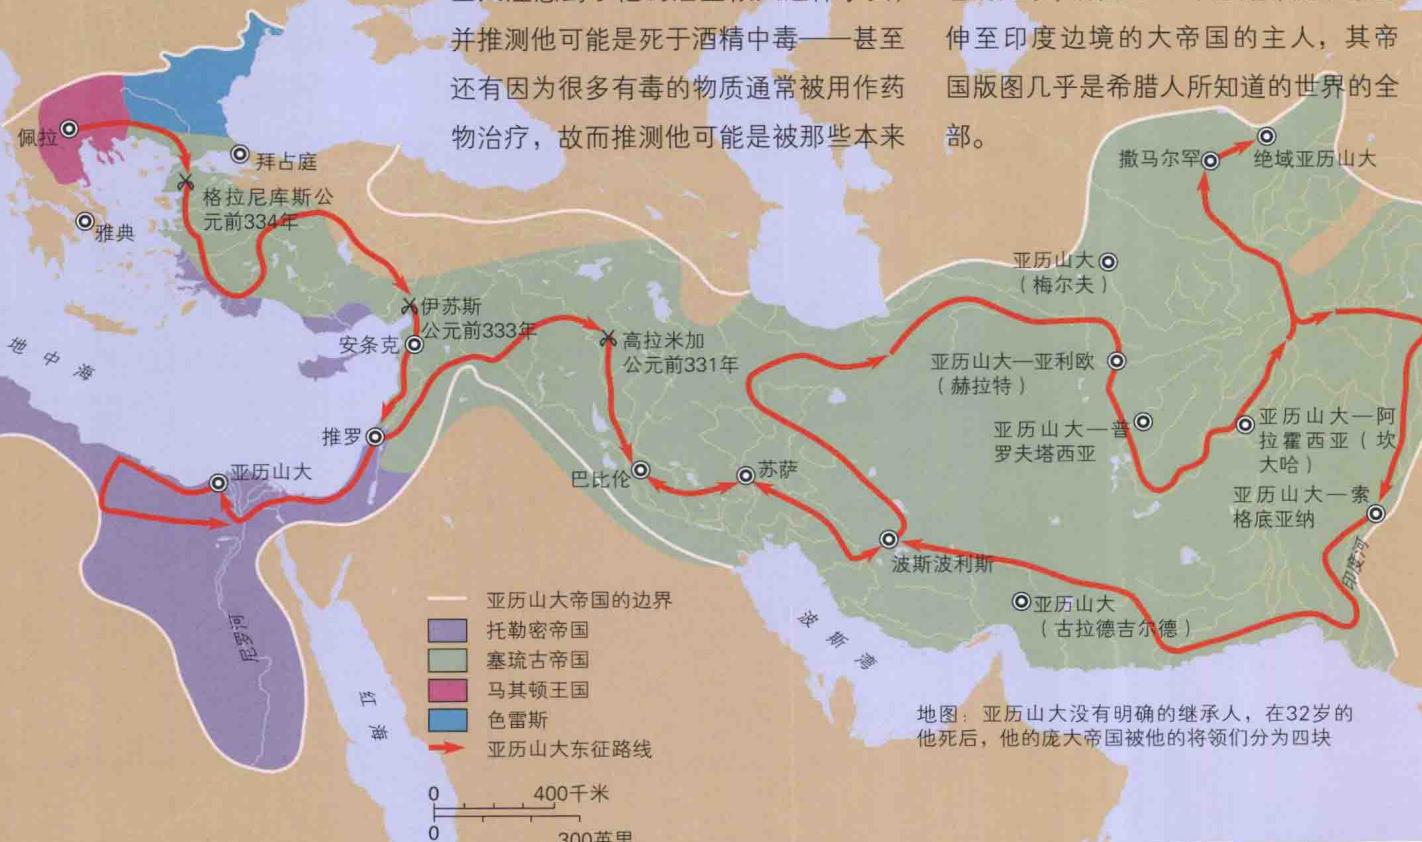 并推测他可能是死于酒精中毒——甚至
还有因为很多有毒的物质通常被用作药
物治疗，故而推测他可能是被那些本来
伸至印度边境的大帝国的主人，其帝
国版图几乎是希腊人所知道的世界的全
部。
佩拉
拜占庭
格拉尼库斯公
元前334年
雅典
伊苏斯
公元前333年
安条克
地中海
推罗
亚历山大
高拉米加
公元前331年
巴比伦
苏萨
波斯波利斯
撒马尔罕
绝域亚历山大
亚历山大
（梅尔夫）
亚历山大—亚利欧
（赫拉特）
亚历山大—普
罗夫塔西亚
亚历山大—阿
拉霍西亚（坎
大哈）
亚历山大—索
格底亚纳
印度河
亚历山大
（古拉德吉尔德）
波斯湾
尼罗河
红海
亚历山大帝国的边界
托勒密帝国
塞琉古帝国
马其顿王国
色雷斯
亚历山大东征路线
0 400千米
0 300英里
地图：亚历山大没有明确的继承人，在32岁的
他死后，他的庞大帝国被他的将领们分为四块